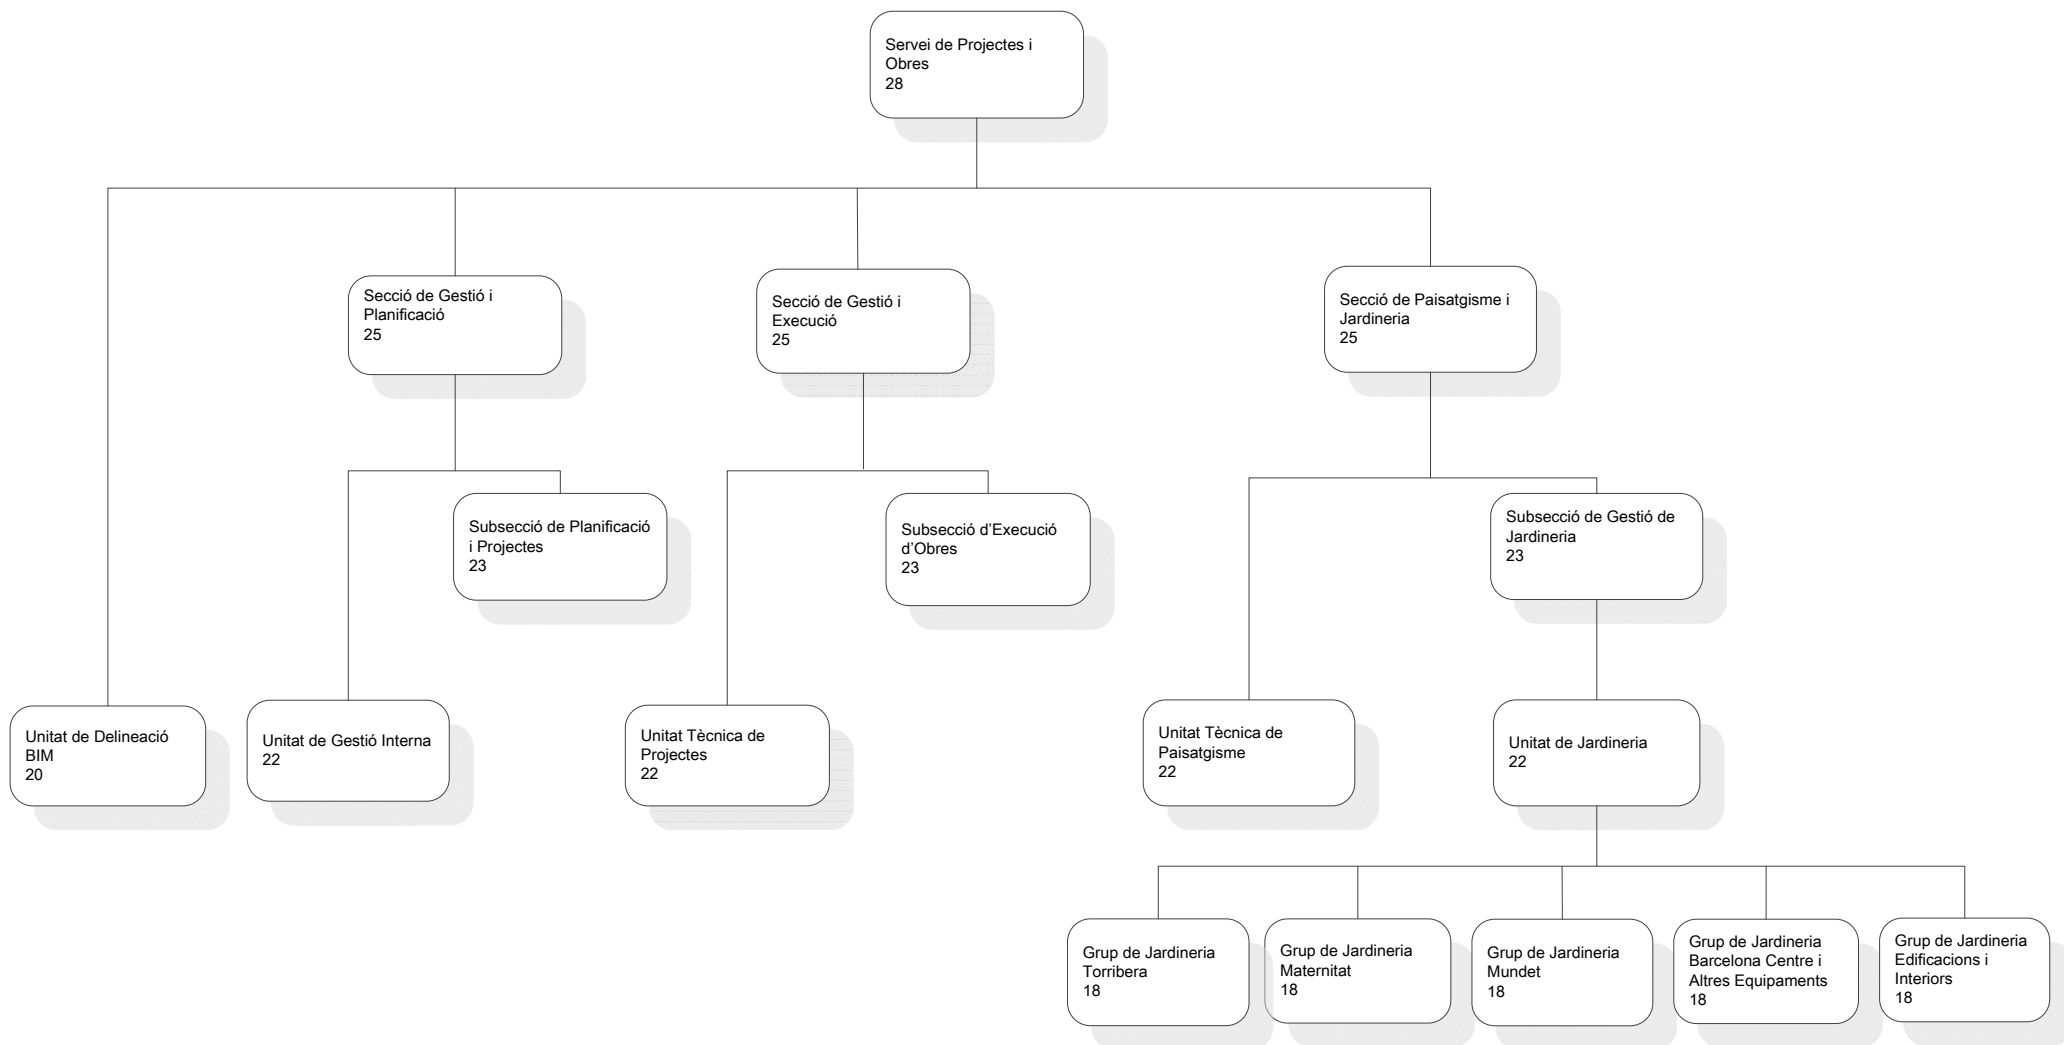 Servei de Projectes i
Obres
28
Secció de Gestió i
Planificació
25
Secció de Gestió i
Execució
25
Secció de Paisatgisme i
Jardineria
25
Subsecció de Planificació
i Projectes
23
Subsecció d’Execució
d’Obres
23
Subsecció de Gestió de
Jardineria
23
Unitat de Delineació
BIM
20
Unitat de Gestió Interna
22
Unitat Tècnica de
Projectes
22
Unitat Tècnica de
Paisatgisme
22
Unitat de Jardineria
22
Grup de Jardineria
Torribera
18
Grup de Jardineria
Maternitat
18
Grup de Jardineria
Mundet
18
Grup de Jardineria
Barcelona Centre i
Altres Equipaments
18
Grup de Jardineria
Edificacions i
Interiors
18